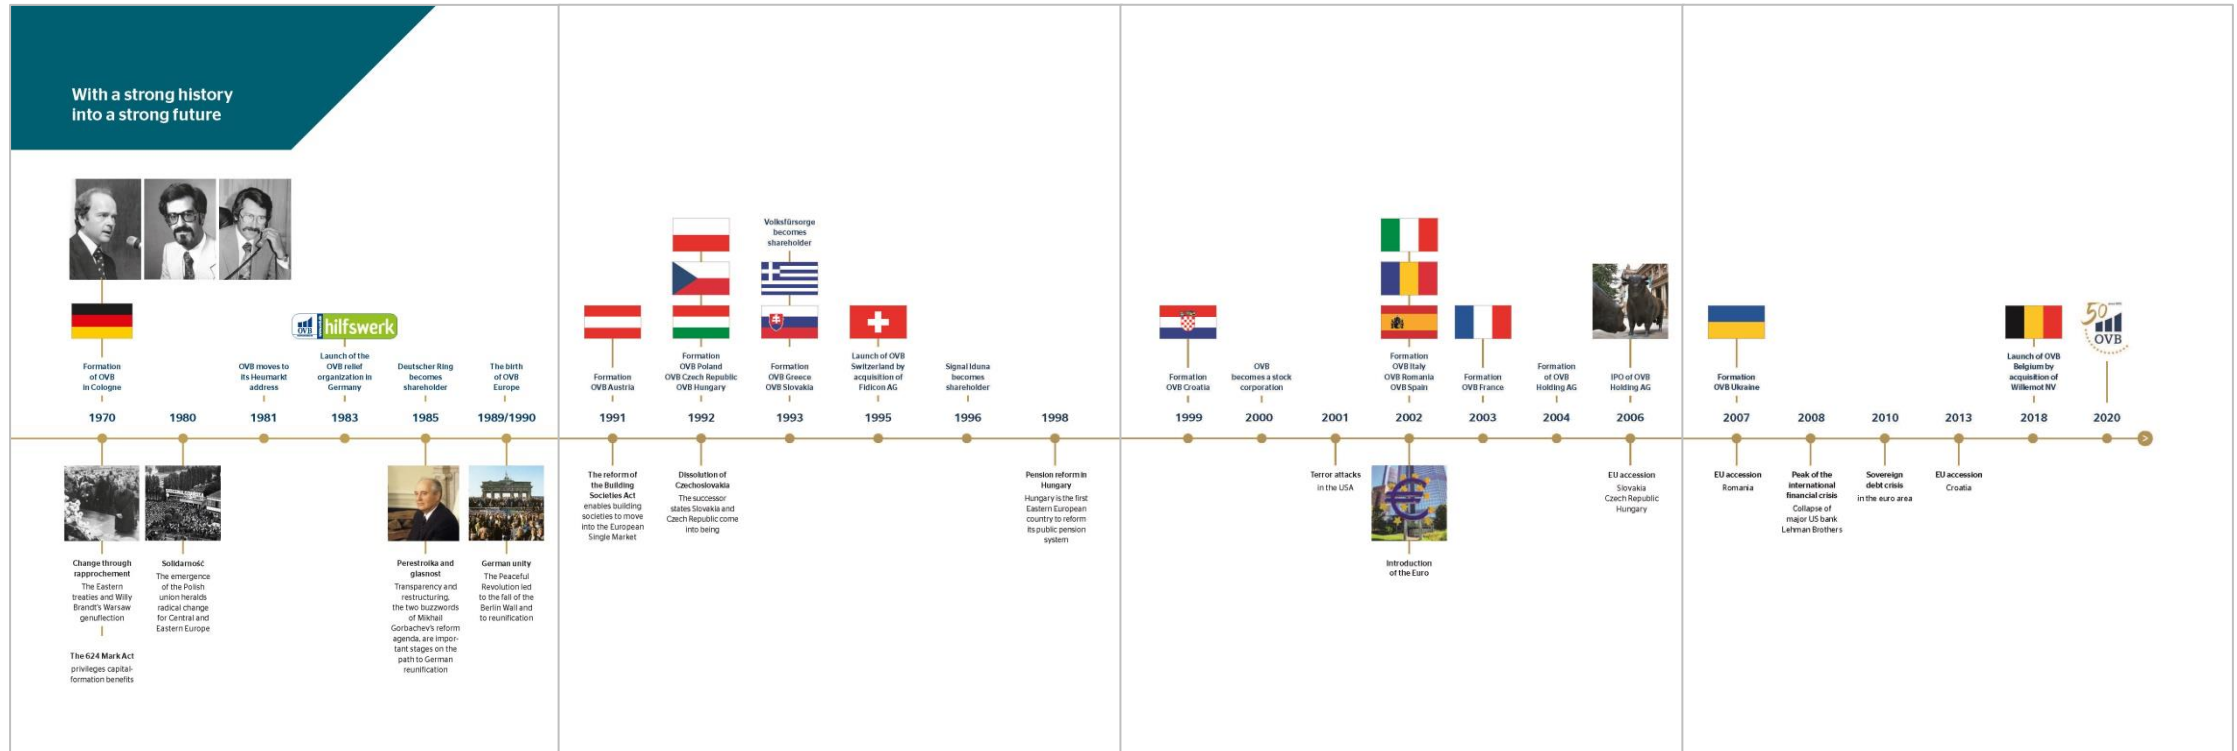 With a strong history
into a strong future
OVB
hilfswerk
Formation
of OVB
in Cologne
1970
Change through
rapprochement
The Eastern
treaties and Willy
Brandt's Warsaw
genuflection
The 624 Mark Act
privileges capital-
formation benefits
1980
Solidarność
The emergence
of the Polish
union heralds
radical change
for Central and
Eastern Europe
OVB moves to
its Heumarkt
address
1981
Launch of the
OVB relief
organization in
Germany
1983
Deutscher Ring
becomes
shareholder
1985
Perestroika and
glasnost
Transparency and
restructuring,
the two buzzwords
of Mikhail
Gorbachev's reform
agenda, are impor-
tant stages on the
path to German
reunification
The birth
of OVB
Europe
1989/1990
German unity
The Peaceful
Revolution led
to the fall of the
Berlin Wall and
to reunification
Formation
OVB Austria
1991
The reform of
the Building
Societies Act
enables building
societies to move
into the European
Single Market
Formation
OVB Poland
OVB Czech Republic
OVB Hungary
1992
Dissolution of
Czechoslovakia
The successor
states Slovakia and
Czech Republic come
into being
Volksfürsorge
becomes
shareholder
Formation
OVB Greece
OVB Slovakia
1993
Launch of OVB
Switzerland by
acquisition of
Fidicon AG
1995
Signal Iduna
becomes
shareholder
1996
1998
Pension reform in
Hungary
Hungary is the first
Eastern European
country to reform
its public pension
system
Formation
OVB Croatia
1999
OVB
becomes a stock
corporation
2000
2001
Terror attacks
in the USA
Formation
OVB Italy
OVB Romania
OVB Spain
2002
Introduction
of the Euro
Formation
OVB France
2003
Formation
of OVB
Holding AG
2004
IPO of OVB
Holding AG
2006
EU accession
Slovakia
Czech Republic
Hungary
Formation
OVB Ukraine
2007
EU accession
Romania
2008
Peak of the
international
financial crisis
Collapse of
major US bank
Lehman Brothers
2010
Sovereign
debt crisis
in the euro area
2013
EU accession
Croatia
Launch of OVB
Belgium by
acquisition of
Willemot NV
2018
50
OVB
2020